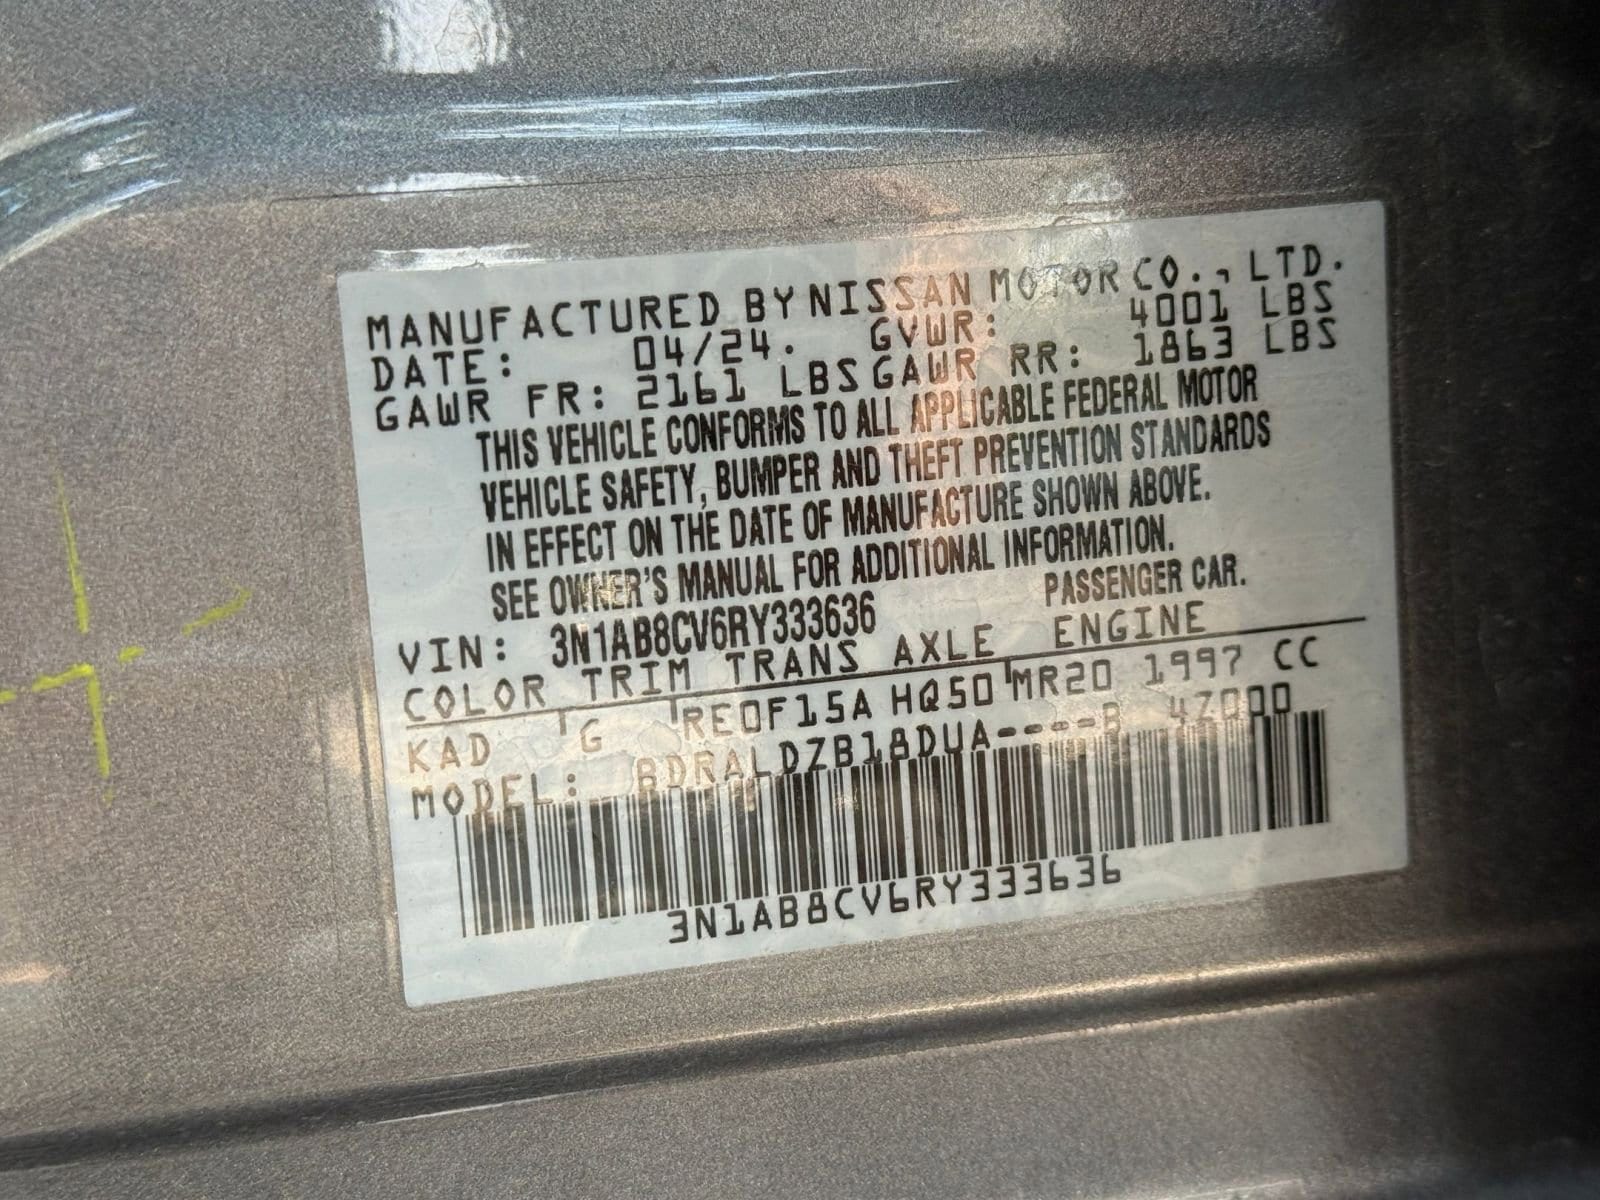 MANUFACTURED BY NISSAN MOTOR CO., LTD.
DATE: 04/24. GVWR: 4001 LBS
GAWR FR: 2161 LBS GAWR RR: 1863 LBS
THIS VEHICLE CONFORMS TO ALL APPLICABLE FEDERAL MOTOR
VEHICLE SAFETY, BUMPER AND THEFT PREVENTION STANDARDS
IN EFFECT ON THE DATE OF MANUFACTURE SHOWN ABOVE.
SEE OWNER'S MANUAL FOR ADDITIONAL INFORMATION.
VIN: 3N1AB8CV6RY333636 PASSENGER CAR.
COLOR TRIM TRANS AXLE ENGINE
KAD G RE0F15A HQ50 MR20 1997 CC
MODEL: BDRALDZB18DUA----B
3N1AB8CV6RY333636